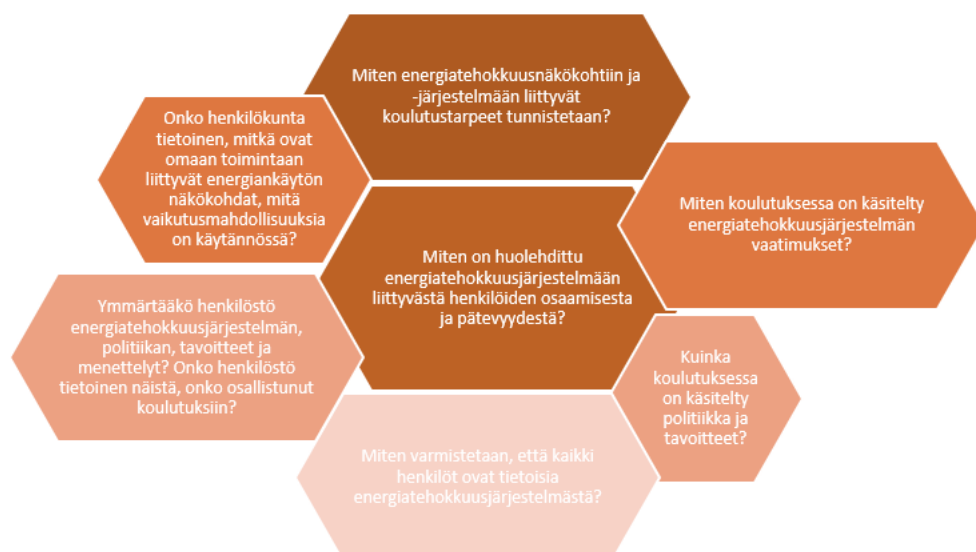 Miten energiatehokkuusnäkökohtiin ja
-järjestelmään liittyvät
koulutustarpeet tunnistetaan?
Onko henkilökunta
tietoinen, mitkä ovat
omaan toimintaan
liittyvät energiankäytön
näkökohdat, mitä
vaikutusmahdollisuuksia
on käytännössä?
Miten koulutuksessa on käsitelty
energiatehokkuusjärjestelmän
vaatimukset?
Miten on huolehdittu
energiatehokkuusjärjestelmään
liittyvästä henkilöiden osaamisesta
ja pätevyydestä?
Ymmärtääkö henkilöstö
energiatehokkuusjärjestelmän,
politiikan, tavoitteet ja
menettelyt? Onko henkilöstö
tietoinen näistä, onko osallistunut
koulutuksiin?
Kuinka
koulutuksessa
on käsitelty
politiikka ja
tavoitteet?
Miten varmistetaan, että kaikki
henkilöt ovat tietoisia
energiatehokkuusjärjestelmästä?